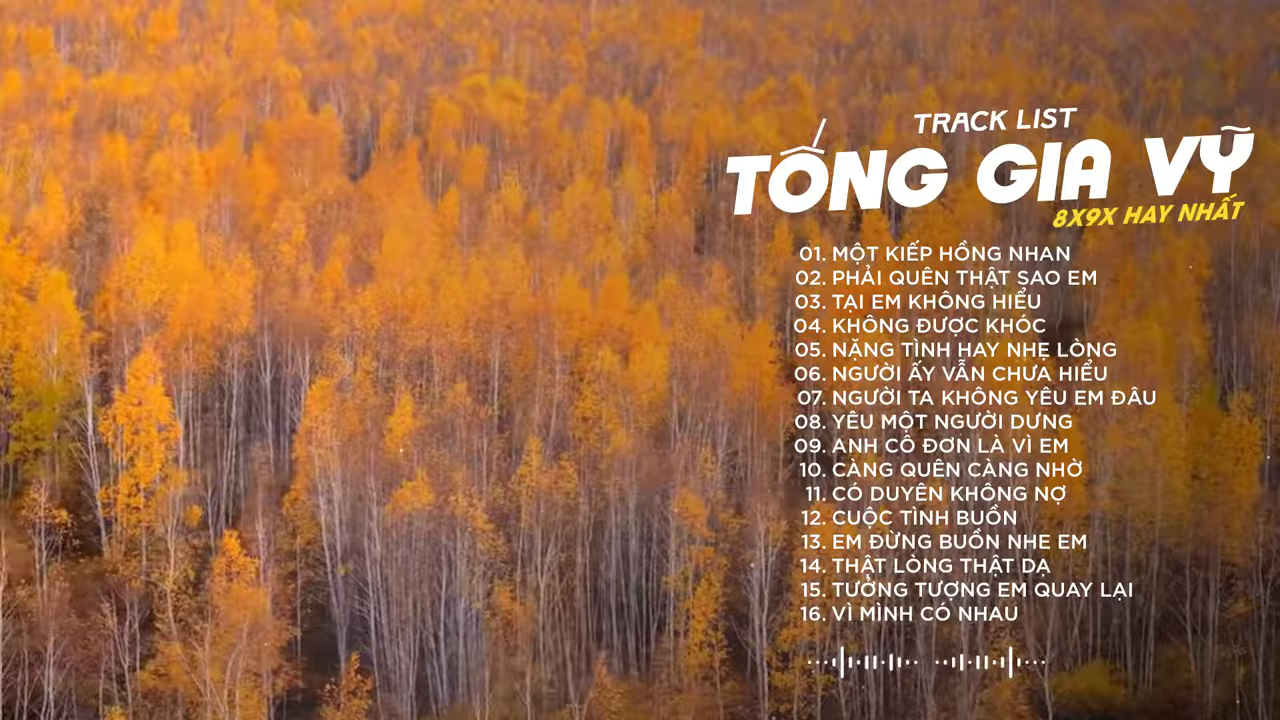 TRACK LIST
TỐNG GIA VỸ
8X9X HAY NHẤT
01. MỘT KIẾP HỒNG NHAN
02. PHẢI QUÊN THẬT SAO EM
03. TẠI EM KHÔNG HIỂU
04. KHÔNG ĐƯỢC KHÓC
05. NẶNG TÌNH HAY NHẸ LÒNG
06. NGƯỜI ẤY VẪN CHƯA HIỂU
07. NGƯỜI TA KHÔNG YÊU EM ĐÂU
08. YÊU MỘT NGƯỜI DƯNG
09. ANH CÔ ĐƠN LÀ VÌ EM
10. CÀNG QUÊN CÀNG NHỜ
11. CÓ DUYÊN KHÔNG NỢ
12. CUỘC TÌNH BUỒN
13. EM ĐỪNG BUỒN NHE EM
14. THẬT LÒNG THẬT DẠ
15. TƯỞNG TƯỢNG EM QUAY LẠI
16. VÌ MÌNH CÓ NHAU